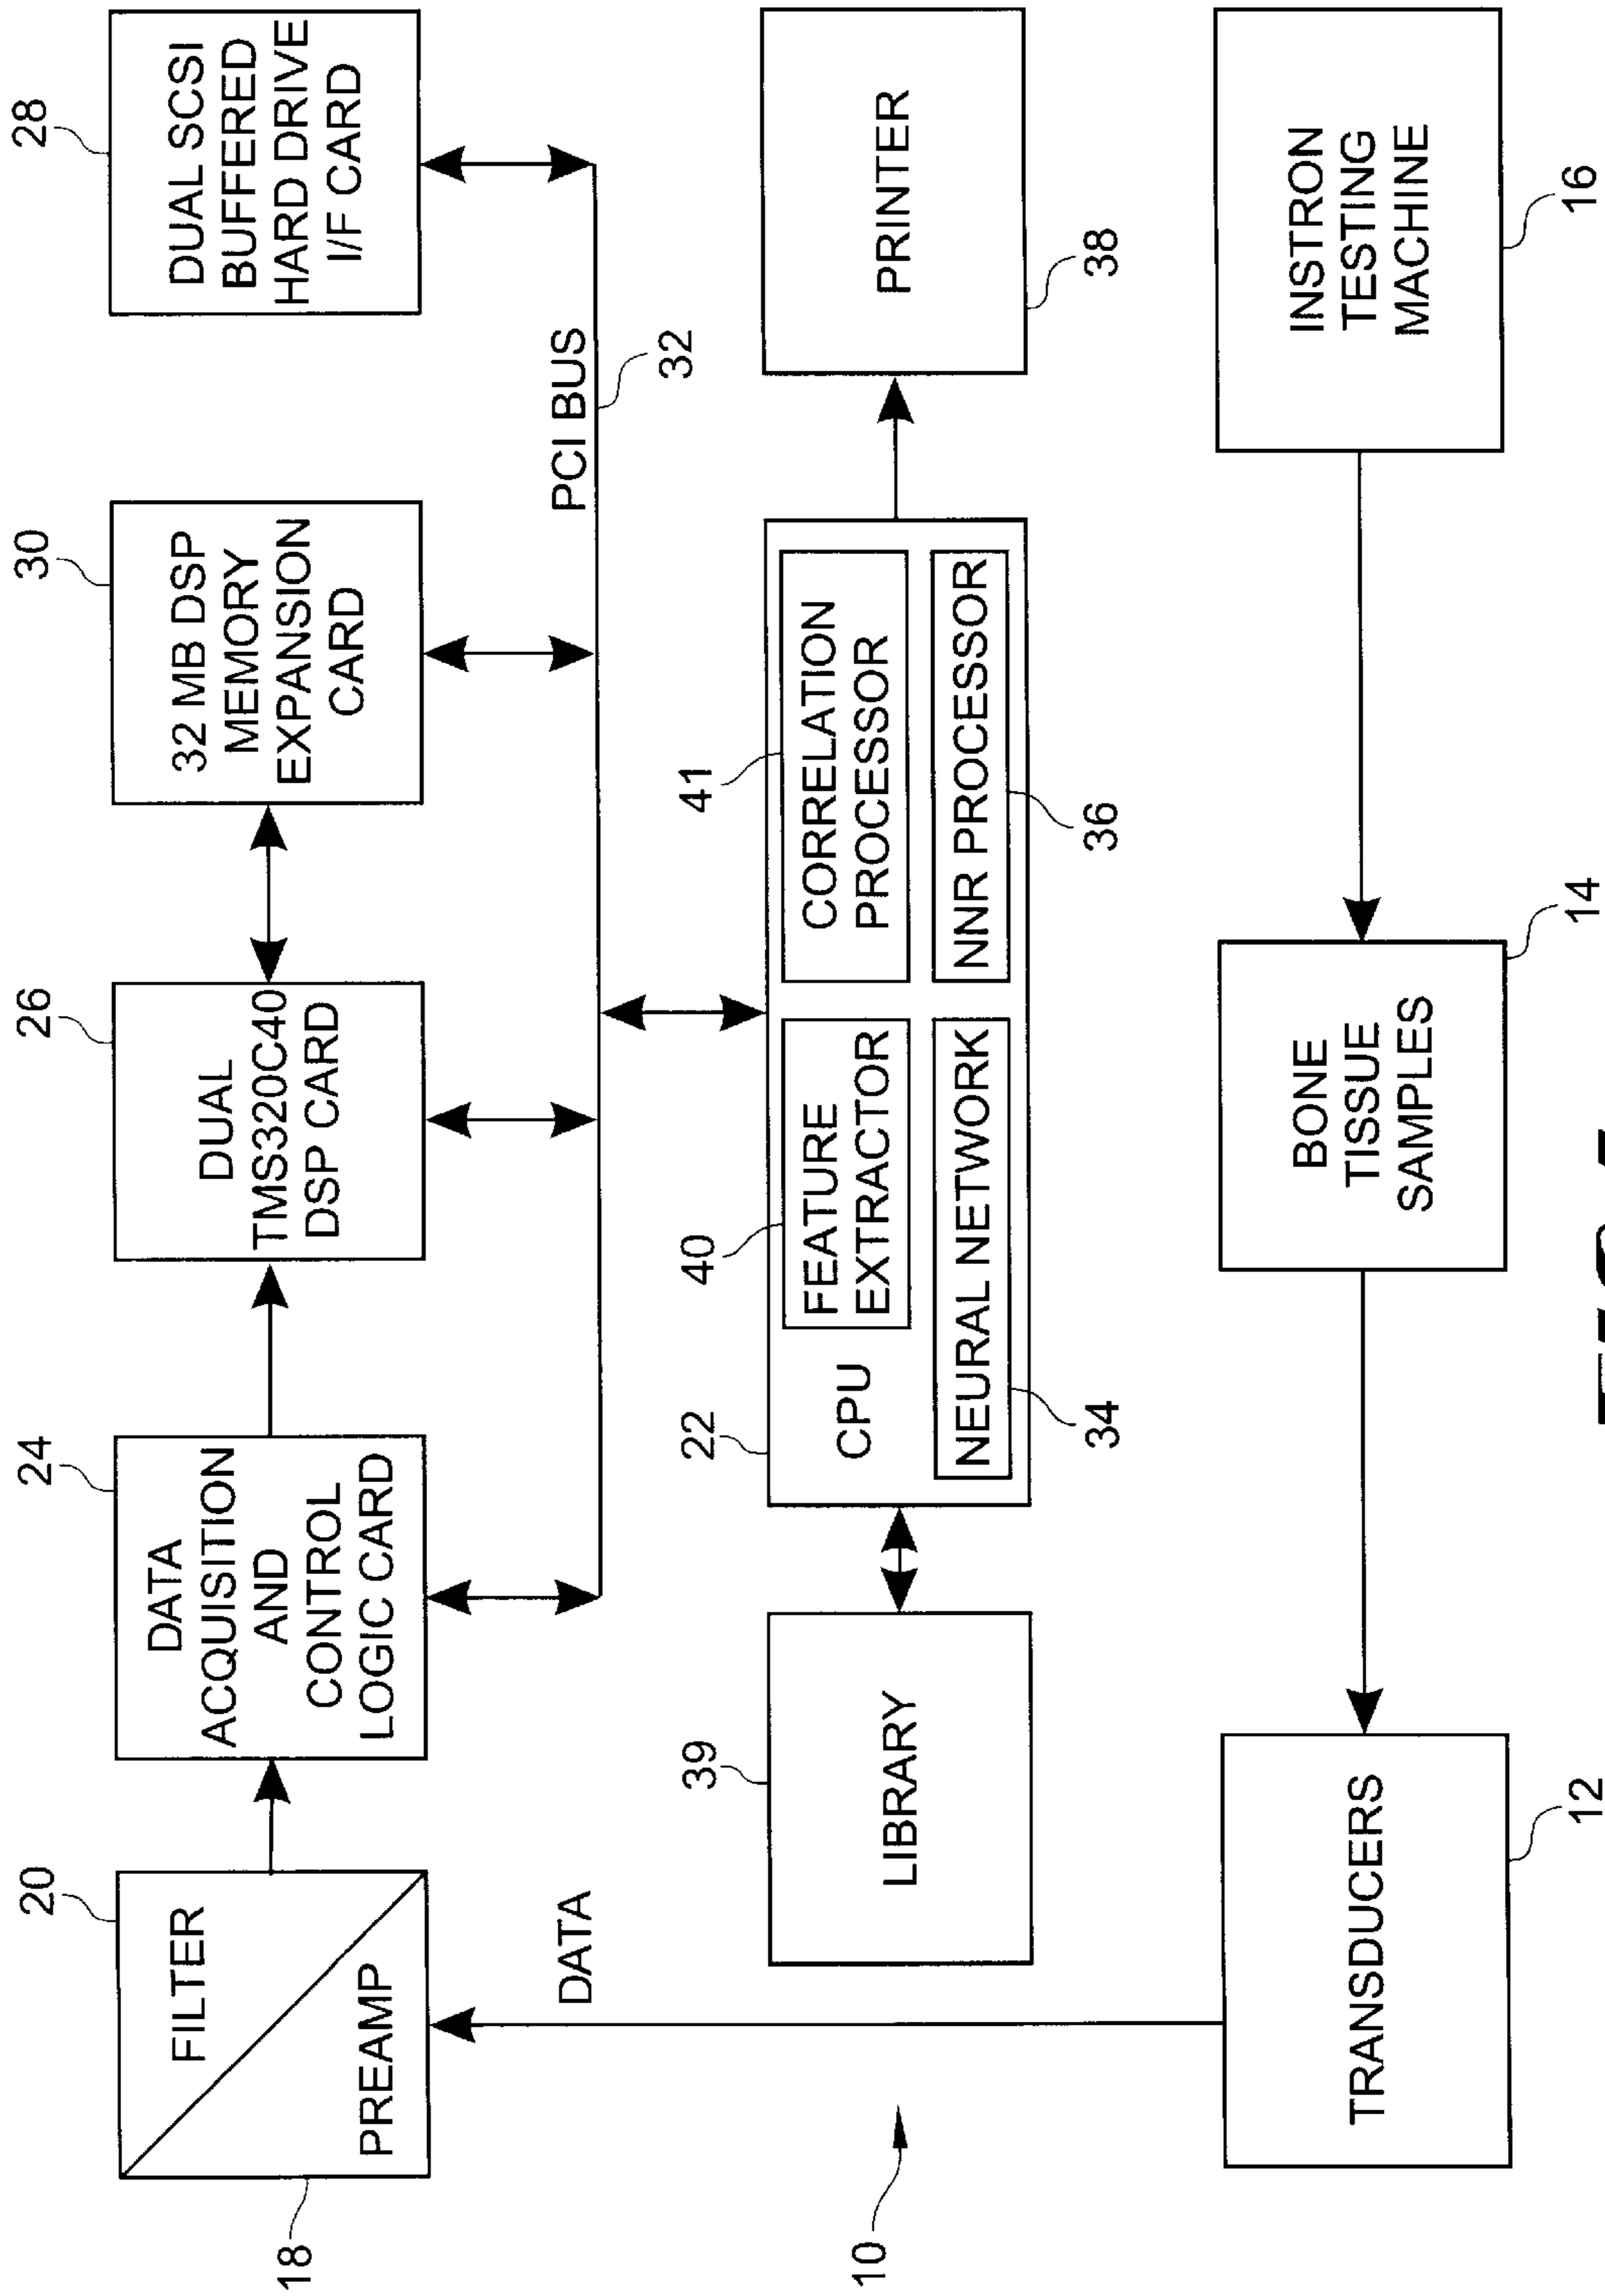 20
FILTER
PREAMP
18
24
DATA
ACQUISITION
AND
CONTROL
LOGIC CARD
26
DUAL
TMS320C40
DSP CARD
30
32 MB DSP
MEMORY
EXPANSION
CARD
28
DUAL SCSI
BUFFERED
HARD DRIVE
I/F CARD
DATA
PCI BUS
32
39
LIBRARY
22
CPU
40
FEATURE
EXTRACTOR
41
CORRELATION
PROCESSOR
NEURAL NETWORK
34
NNR PROCESSOR
36
PRINTER
38
10
TRANSDUCERS
12
BONE
TISSUE
SAMPLES
14
INSTRON
TESTING
MACHINE
16